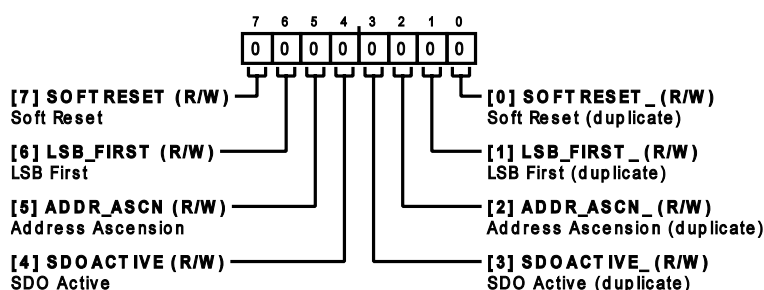 7 6 5 4 3 2 1 0
0 0 0 0 0 0 0 0
[7] SOFTRESET (R/W)
Soft Reset
[6] LSB_FIRST (R/W)
LSB First
[5] ADDR_ASCN (R/W)
Address Ascension
[4] SDOACTIVE (R/W)
SDO Active
[0] SOFTRESET_ (R/W)
Soft Reset (duplicate)
[1] LSB_FIRST_ (R/W)
LSB First (duplicate)
[2] ADDR_ASCN_ (R/W)
Address Ascension (duplicate)
[3] SDOACTIVE_ (R/W)
SDO Active (duplicate)